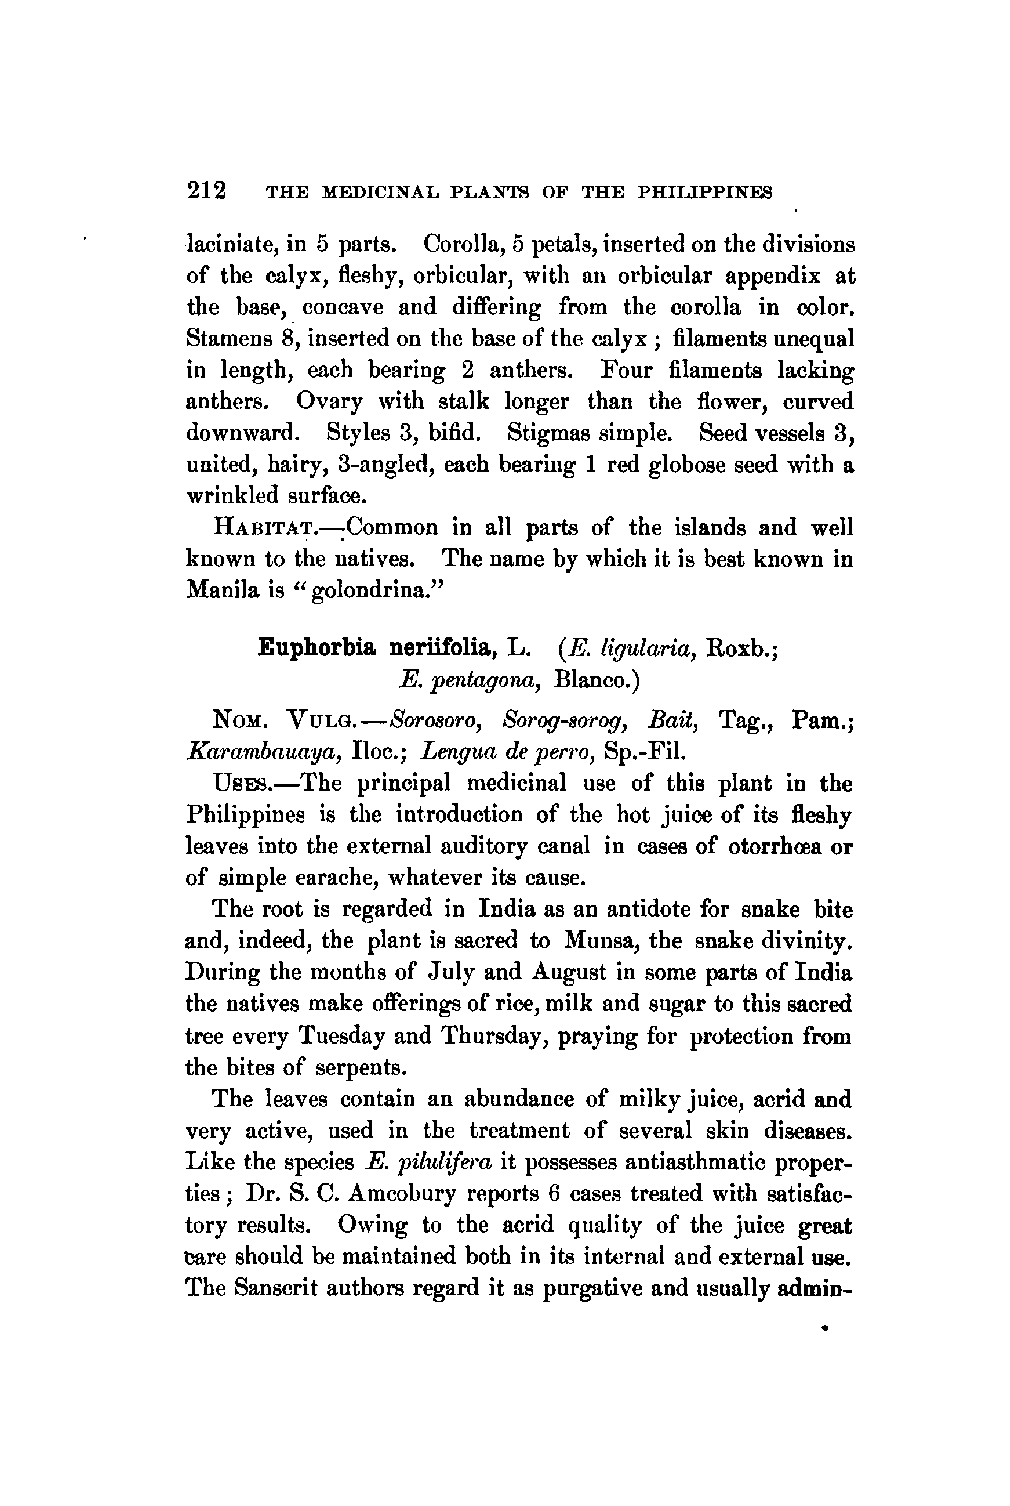 212 THE MEDICINAL PLANTS OF THE PHILIPPINES
laciniate, in 5 parts. Corolla, 5 petals, inserted on the divisions
of the calyx, fleshy, orbicular, with an orbicular appendix at
the base, concave and differing from the corolla in color.
Stamens 8, inserted on the base of the calyx; filaments unequal
in length, each bearing 2 anthers. Four filaments lacking
anthers. Ovary with stalk longer than the flower, curved
downward. Styles 3, bifid. Stigmas simple. Seed vessels 3,
united, hairy, 3-angled, each bearing 1 red globose seed with a
wrinkled surface.
HABITAT.—Common in all parts of the islands and well
known to the natives. The name by which it is best known in
Manila is “golondrina.”
Euphorbia neriifolia, L. (E. ligularia, Roxb.;
E. pentagona, Blanco.)
NOM. VULG.—Sorosoro, Sorog-sorog, Bait, Tag., Pam.;
Karambauaya, Iloc.; Lengua de perro, Sp.-Fil.
USES.—The principal medicinal use of this plant in the
Philippines is the introduction of the hot juice of its fleshy
leaves into the external auditory canal in cases of otorrhœa or
of simple earache, whatever its cause.
The root is regarded in India as an antidote for snake bite
and, indeed, the plant is sacred to Munsa, the snake divinity.
During the months of July and August in some parts of India
the natives make offerings of rice, milk and sugar to this sacred
tree every Tuesday and Thursday, praying for protection from
the bites of serpents.
The leaves contain an abundance of milky juice, acrid and
very active, used in the treatment of several skin diseases.
Like the species E. pilulifera it possesses antiasthmatic proper-
ties; Dr. S. C. Amcobury reports 6 cases treated with satisfac-
tory results. Owing to the acrid quality of the juice great
care should be maintained both in its internal and external use.
The Sanscrit authors regard it as purgative and usually admin-